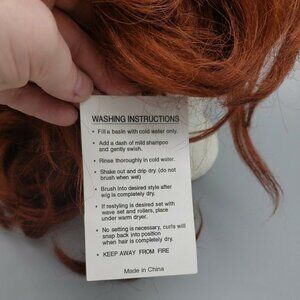 WASHING INSTRUCTIONS
• Fill a basin with cold water only.
• Add a dash of mild shampoo
and gently swish.
• Rinse thoroughly in cold water.
• Shake out and drip dry. (do not
brush when wet)
• Brush into desired style after
wig is completely dry.
• If restyling is desired set with
wave set and rollers, place
under warm dryer.
• No setting is necessary, curls will
snap back into position
when hair is completely dry.
• KEEP AWAY FROM FIRE
Made in China